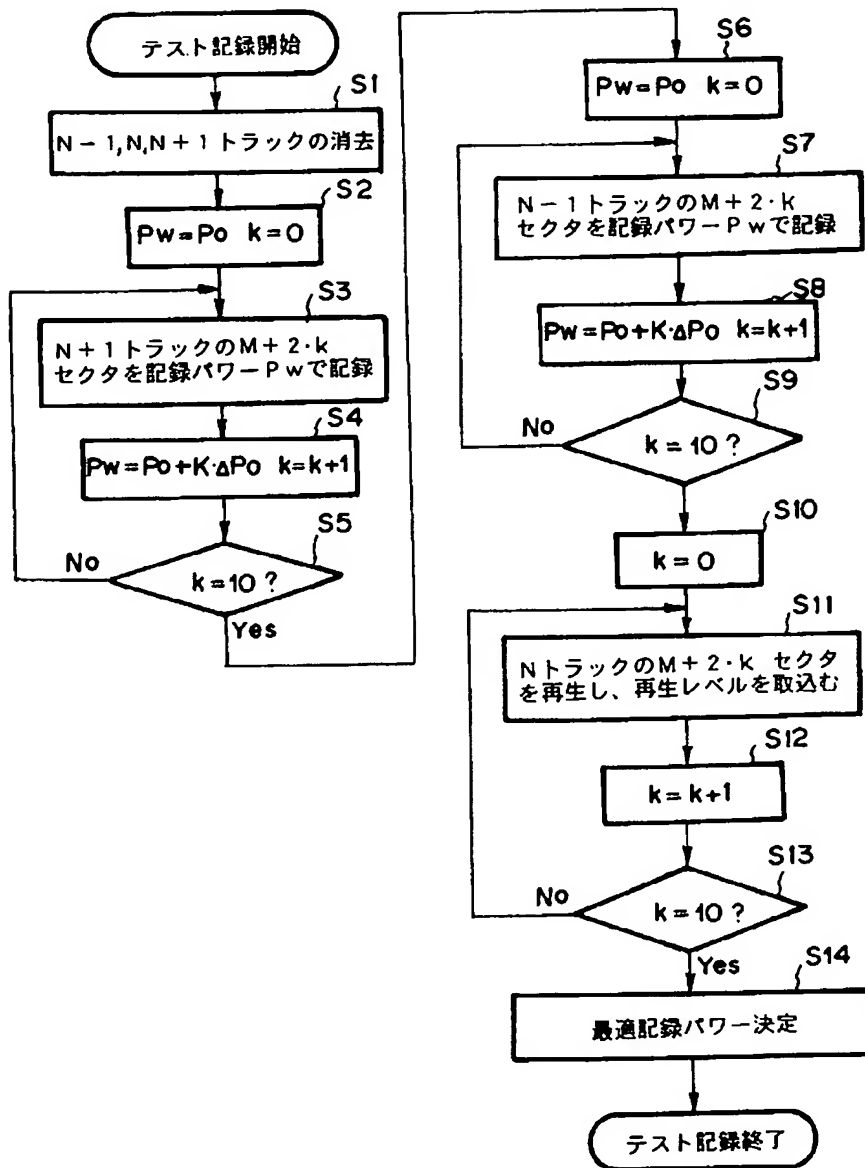 テスト記録開始
S1
N-1,N,N+1トラックの消去
S2
Pw=Po k=0
S3
N+1トラックのM+2・k
セクタを記録パワーPwで記録
S4
Pw=Po+K・ΔPo k=k+1
S5
No
k=10?
Yes
S6
Pw=Po k=0
S7
N-1トラックのM+2・k
セクタを記録パワーPwで記録
S8
Pw=Po+K・ΔPo k=k+1
S9
No
k=10?
S10
k=0
S11
NトラックのM+2・k セクタ
を再生し、再生レベルを取込む
S12
k=k+1
S13
No
k=10?
Yes
S14
最適記録パワー決定
テスト記録終了